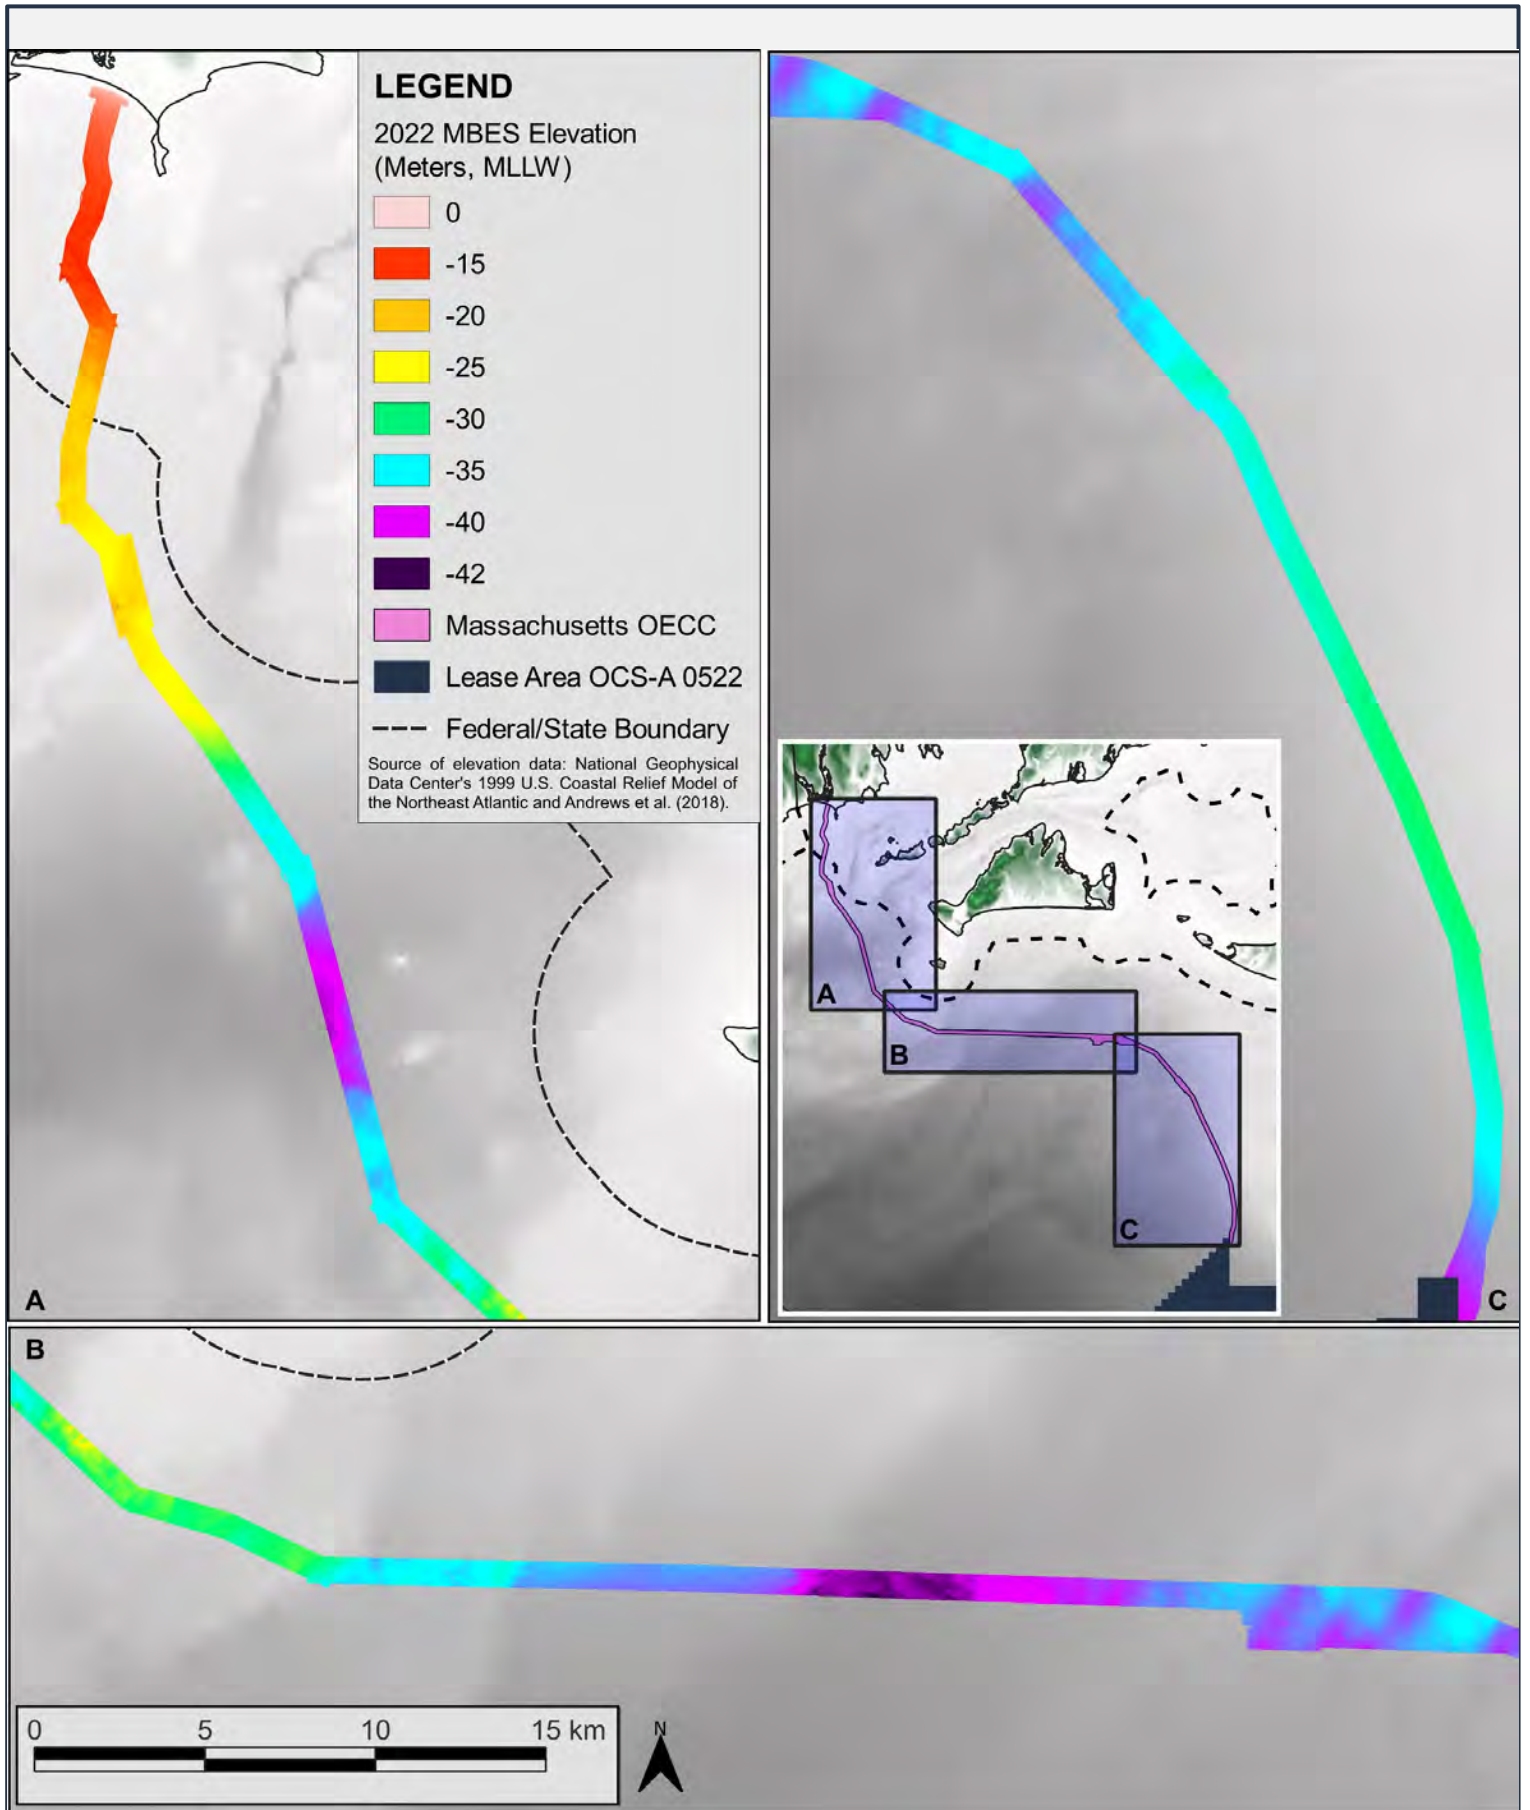 LEGEND
2022 MBES Elevation
(Meters, MLLW)
0
-15
-20
-25
-30
-35
-40
-42
Massachusetts OECC
Lease Area OCS-A 0522
Federal/State Boundary
Source of elevation data: National Geophysical
Data Center's 1999 U.S. Coastal Relief Model of
the Northeast Atlantic and Andrews et al. (2018).
A
A
B
C
C
B
0 5 10 15 km
N